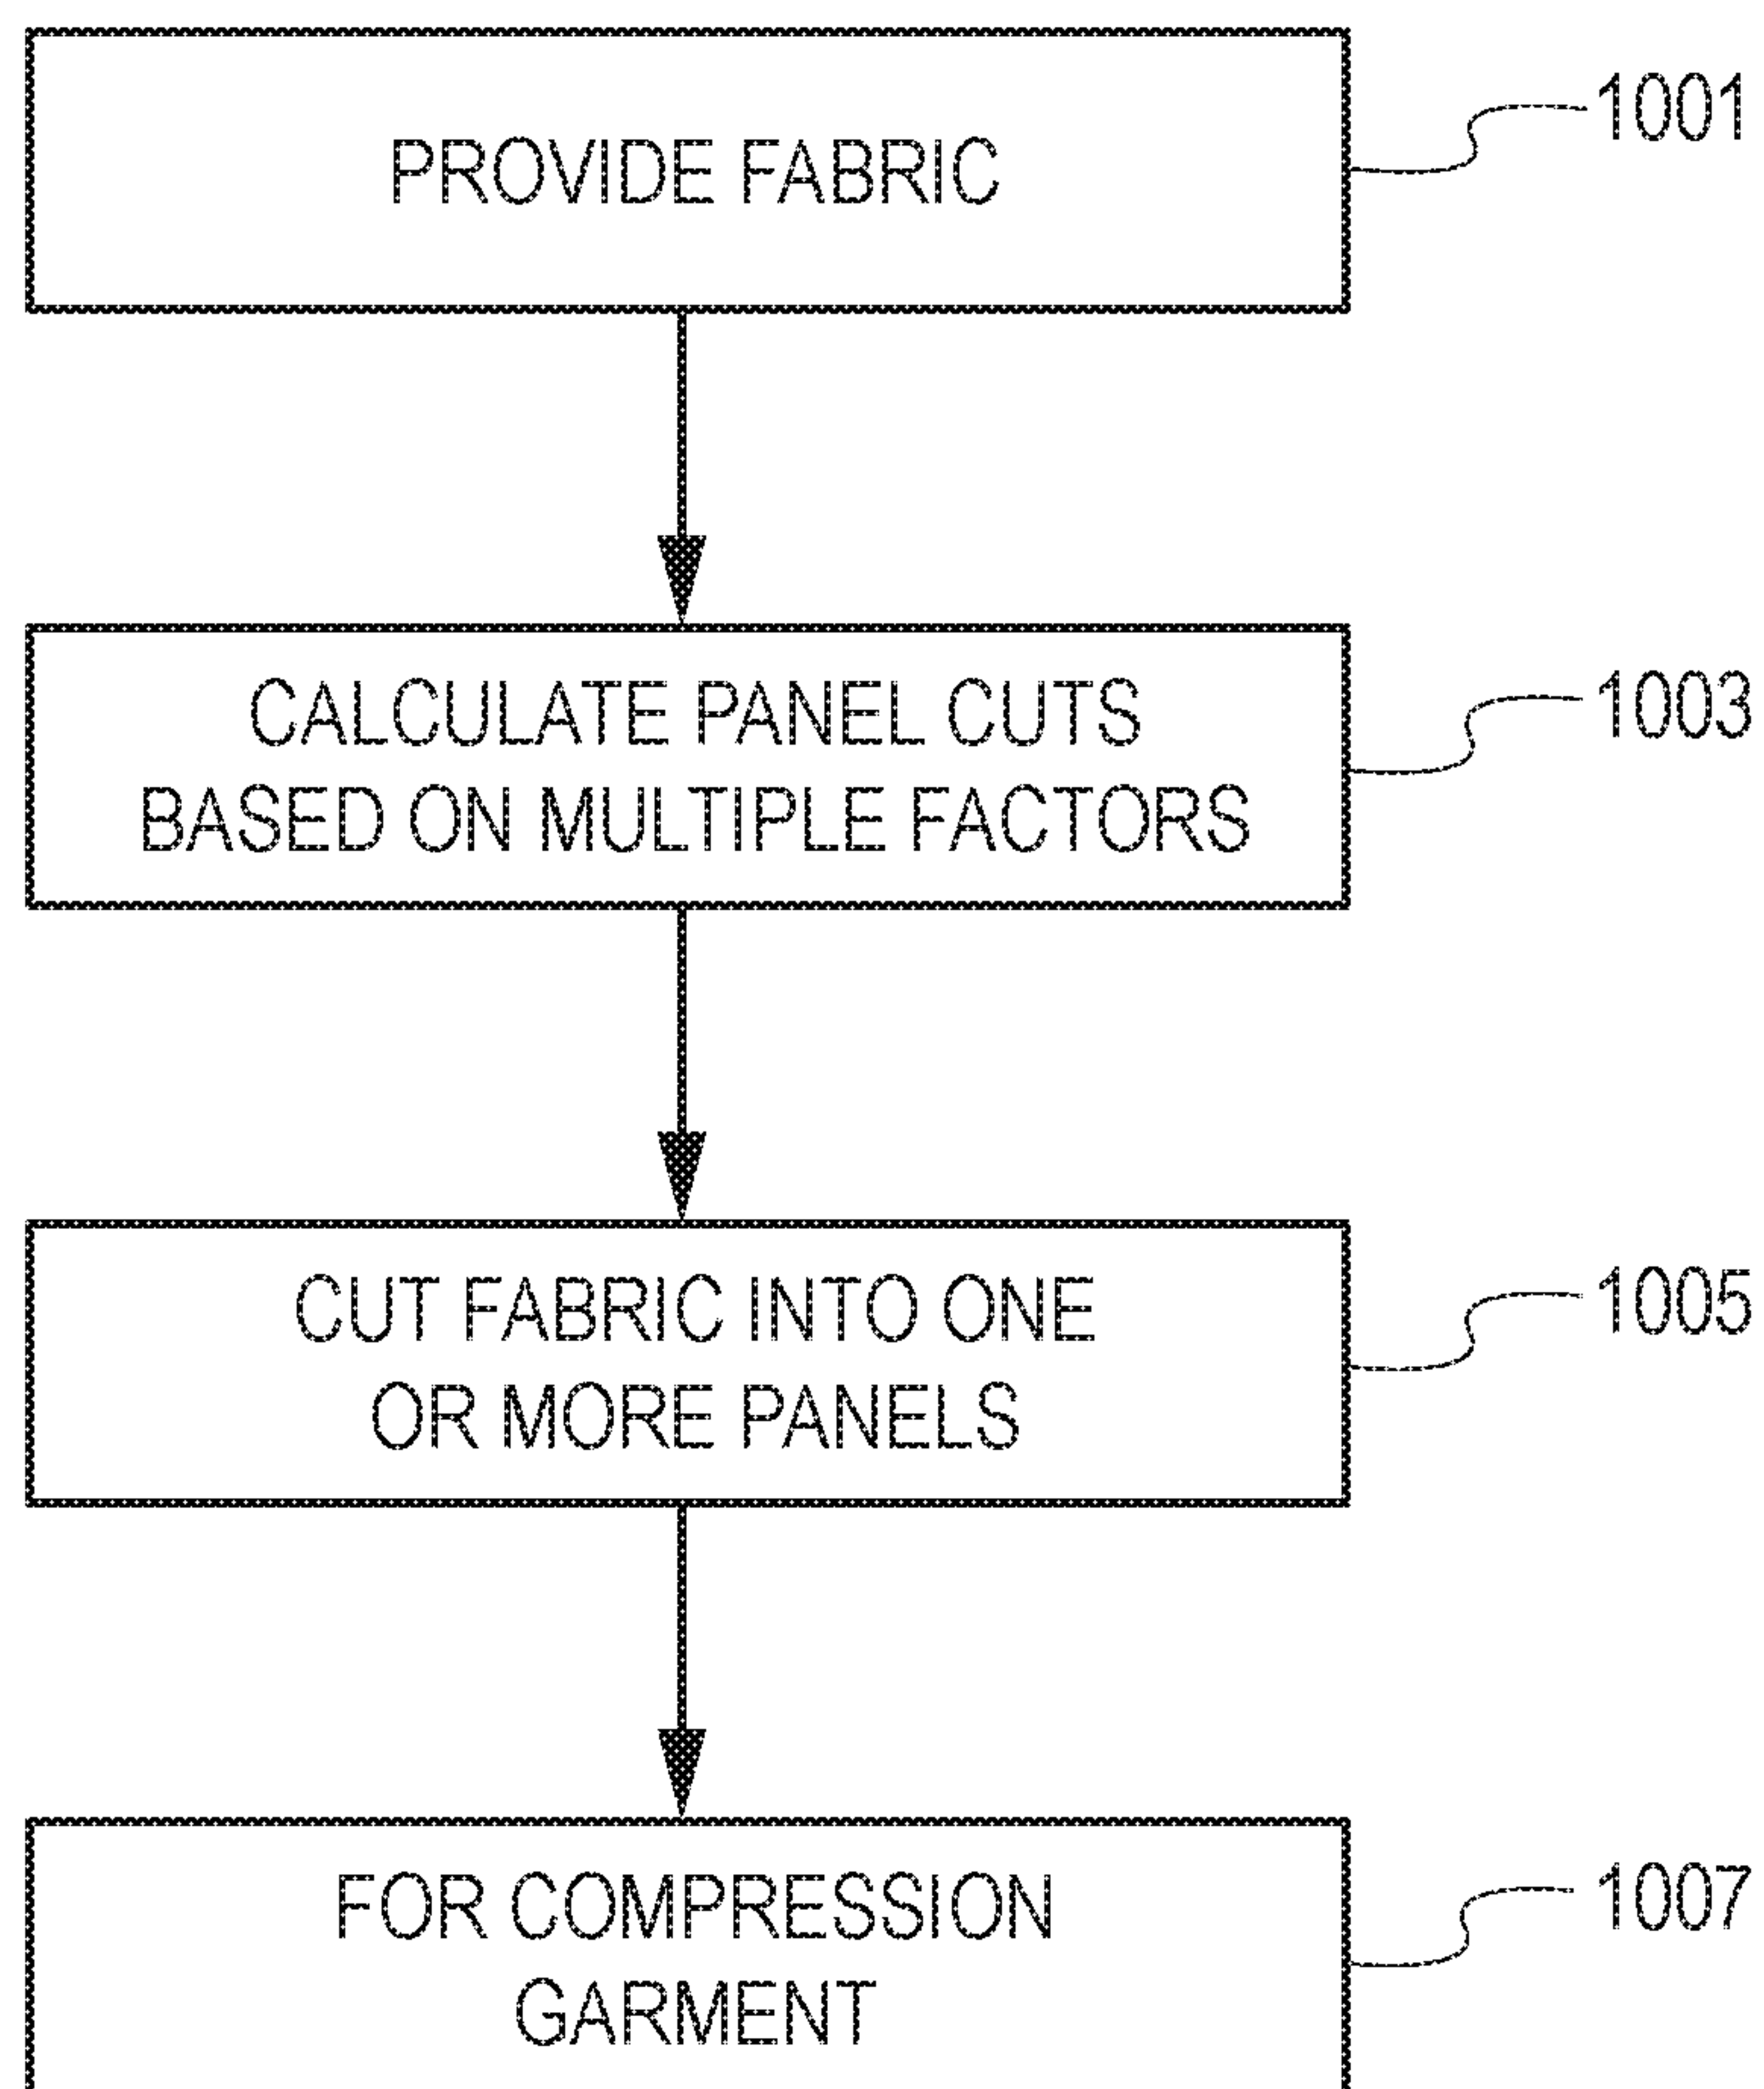 PROVIDE FABRIC
1001
CALCULATE PANEL CUTS
BASED ON MULTIPLE FACTORS
1003
CUT FABRIC INTO ONE
OR MORE PANELS
1005
FOR COMPRESSION
GARMENT
1007